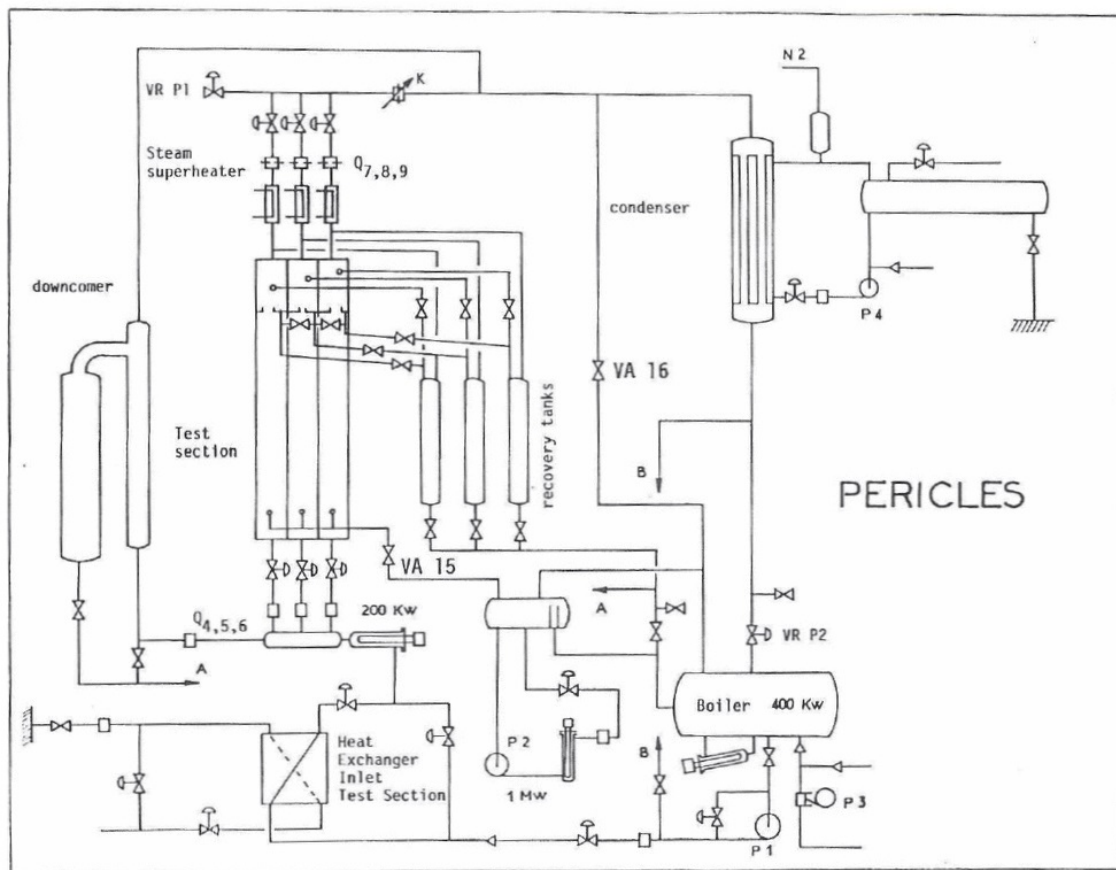 N2
VR P1
K
Steam
superheater
Q7,8,9
condenser
downcomer
P4
VA 16
Test
section
recovery tanks
B
PERICLES
VA 15
A
200 Kw
Q4,5,6
VR P2
A
Boiler 400 Kw
Heat
Exchanger
Inlet
Test Section
P2
B
1 Mw
P3
P1